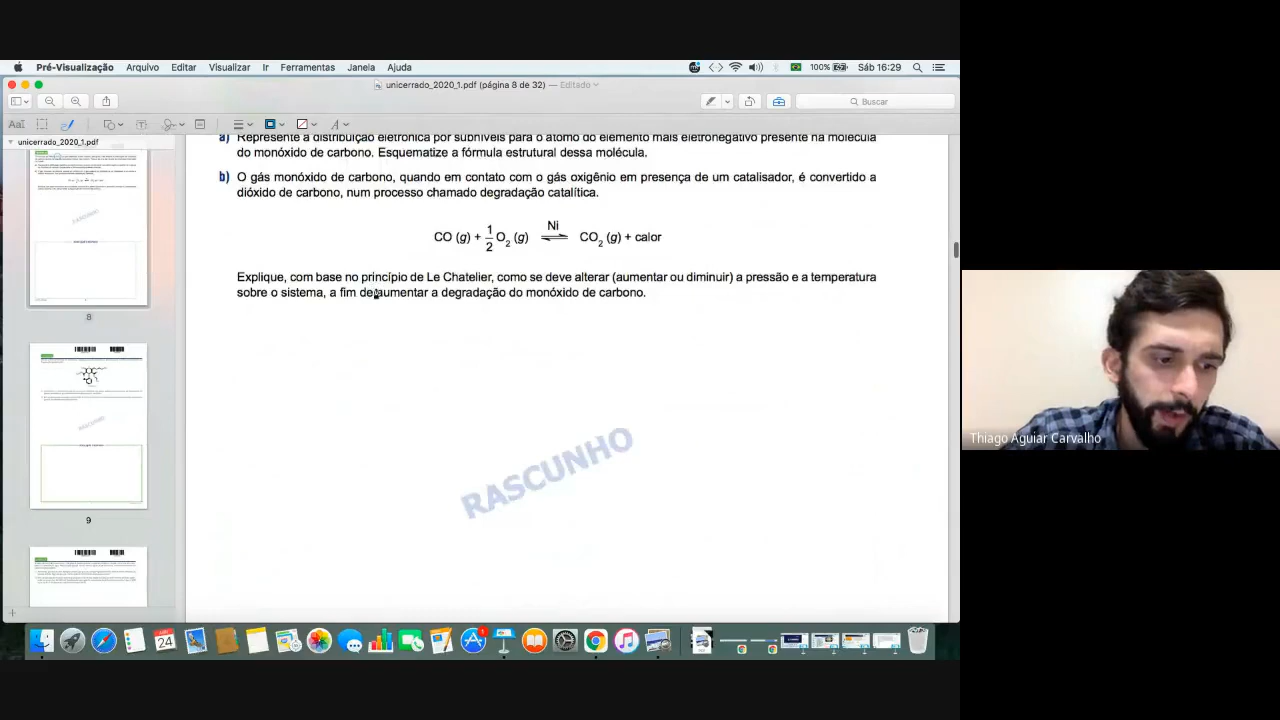 Pré-Visualização Arquivo Editar Visualizar Ir Ferramentas Janela Ajuda 100% Sáb 16:29
unicerrado_2020_1.pdf (página 8 de 32) — Editado
Buscar
unicerrado_2020_1.pdf
a) Represente a distribuição eletrônica por subníveis para o átomo do elemento mais eletronegativo presente na molécula
do monóxido de carbono. Esquematize a fórmula estrutural dessa molécula.
b) O gás monóxido de carbono, quando em contato com o gás oxigênio em presença de um catalisador, é convertido a
dióxido de carbono, num processo chamado degradação catalítica.
Ni
CO (g) + 1/2 O2 (g) ⇌ CO2 (g) + calor
Explique, com base no princípio de Le Chatelier, como se deve alterar (aumentar ou diminuir) a pressão e a temperatura
sobre o sistema, a fim de aumentar a degradação do monóxido de carbono.
RASCUNHO
8
9
RASCUNHO
Thiago Aguiar Carvalho
24
1